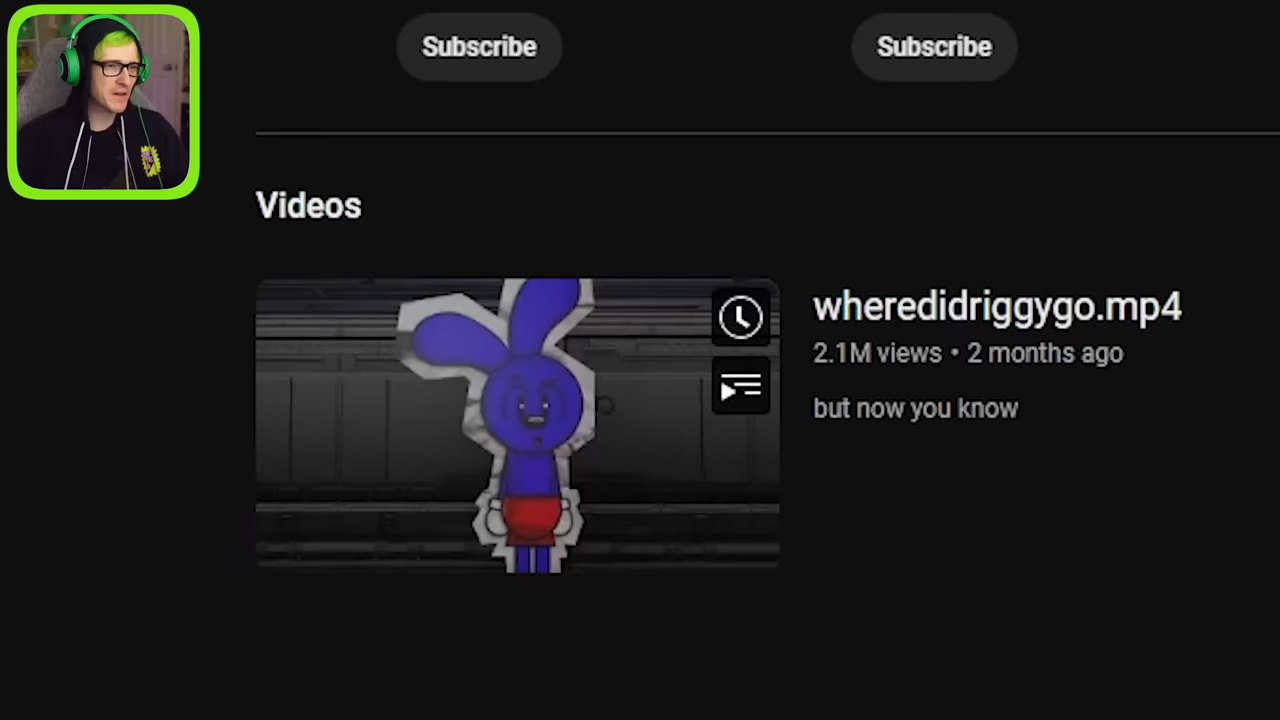 Subscribe
Subscribe
Videos
wheredidriggygo.mp4
2.1M views • 2 months ago
but now you know